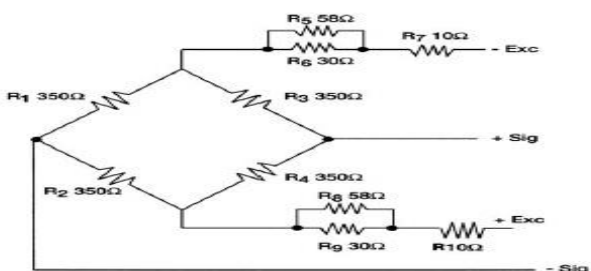 R5 58Ω
R7 10Ω
- Exc
R6 30Ω
R1 350Ω
R3 350Ω
+ Sig
R2 350Ω
R4 350Ω
R8 58Ω
+ Exc
R9 30Ω
R10Ω
- Sig